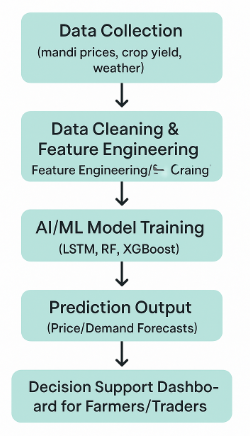 Data Collection
(mandi prices, crop yield,
weather)
Data Cleaning &
Feature Engineering
Feature Engineering/
AI/ML Model Training
(LSTM, RF, XGBoost)
Prediction Output
(Price/Demand Forecasts)
Decision Support Dashbo-
ard for Farmers/Traders